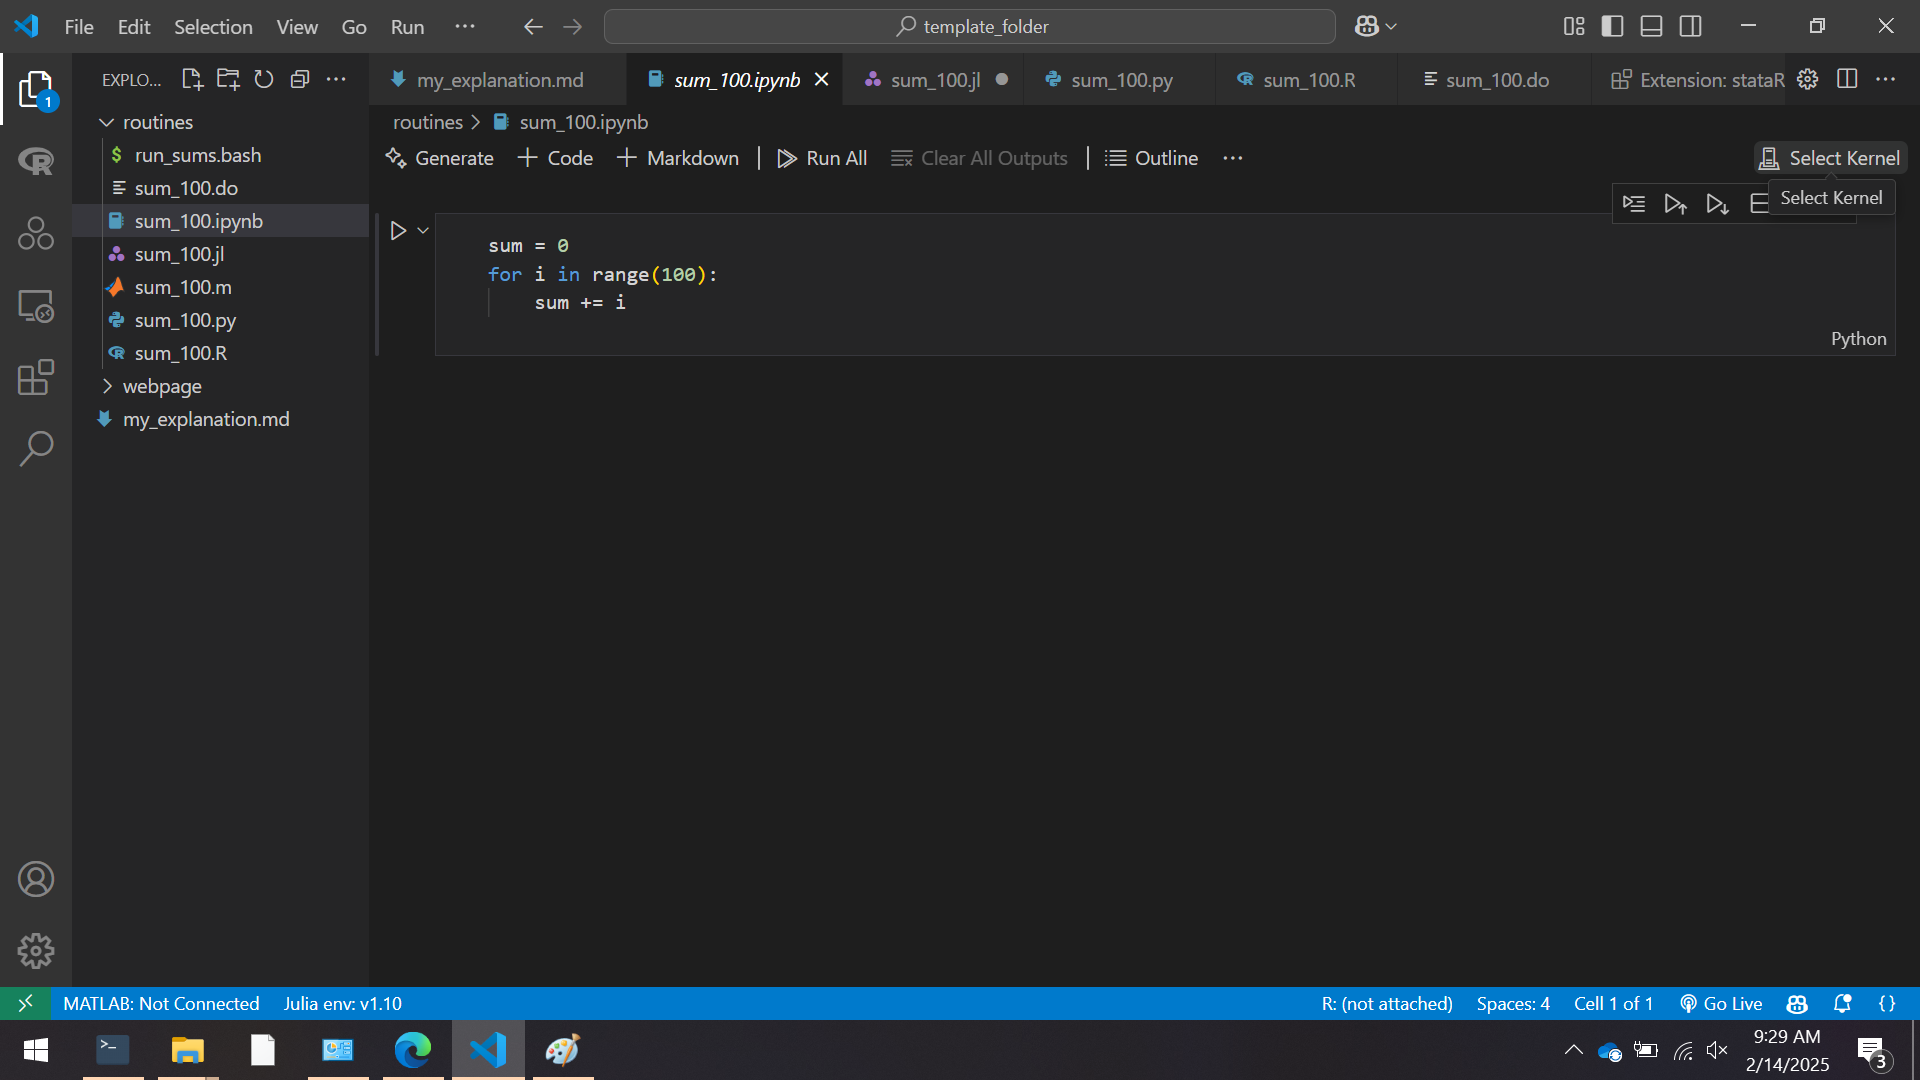 File Edit Selection View Go Run ··· template_folder
EXPLO... ···
my_explanation.md sum_100.ipynb sum_100.jl sum_100.py sum_100.R sum_100.do Extension: stataR ···
1
routines
run_sums.bash
sum_100.do
sum_100.ipynb
sum_100.jl
sum_100.m
sum_100.py
sum_100.R
webpage
my_explanation.md
routines > sum_100.ipynb
Generate + Code + Markdown | Run All Clear All Outputs | Outline ··· Select Kernel
Select Kernel
sum = 0
for i in range(100):
sum += i
Python
MATLAB: Not Connected Julia env: v1.10 R: (not attached) Spaces: 4 Cell 1 of 1 Go Live {}
9:29 AM
2/14/2025
3